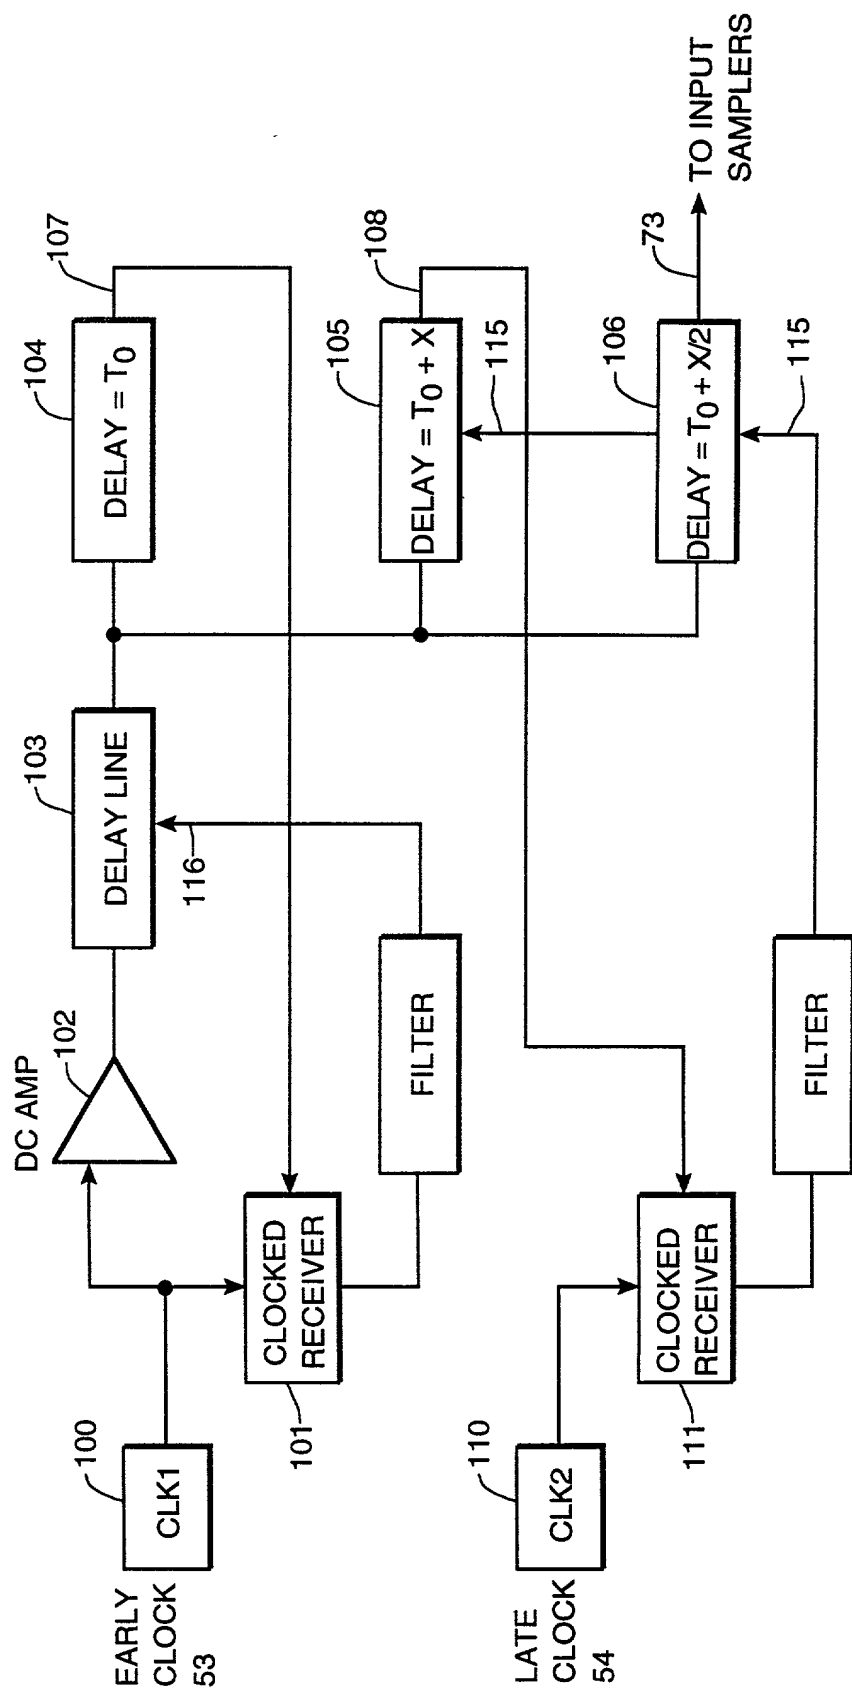 EARLY
CLOCK
53
100
CLK1
DC AMP
102
103
DELAY LINE
104
DELAY = T0
107
101
CLOCKED
RECEIVER
FILTER
116
105
DELAY = T0 + X
108
115
LATE
CLOCK
54
110
CLK2
111
CLOCKED
RECEIVER
FILTER
106
DELAY = T0 + X/2
73
TO INPUT
SAMPLERS
115